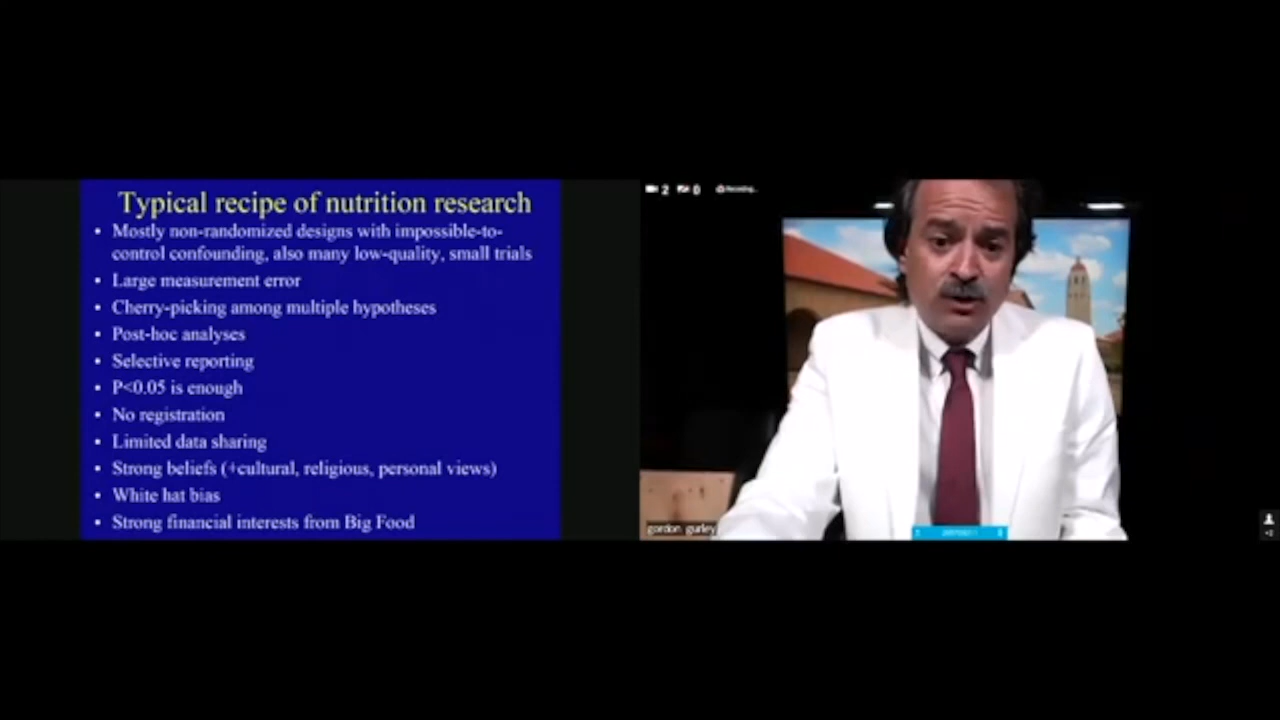 Typical recipe of nutrition research
• Mostly non-randomized designs with impossible-to-
control confounding, also many low-quality, small trials
• Large measurement error
• Cherry-picking among multiple hypotheses
• Post-hoc analyses
• Selective reporting
• P<0.05 is enough
• No registration
• Limited data sharing
• Strong beliefs (+cultural, religious, personal views)
• White hat bias
• Strong financial interests from Big Food
2 0 Recording...
gordon gurley